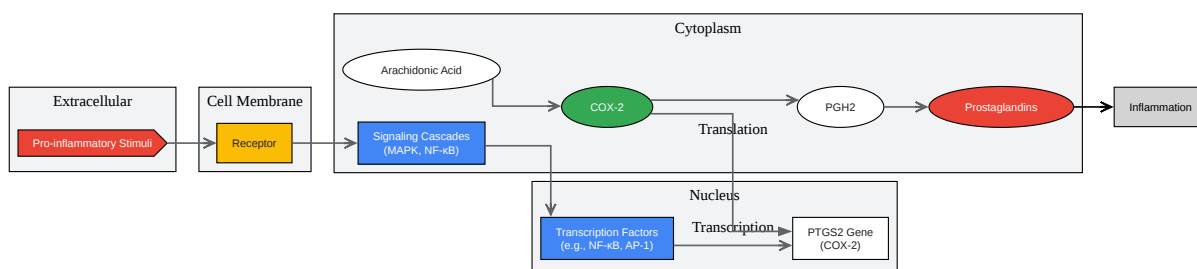 Cytoplasm
Arachidonic Acid
Extracellular
Cell Membrane
COX-2
PGH2
Prostaglandins
Inflammation
Translation
Pro-inflammatory Stimuli
Receptor
Signaling Cascades
(MAPK, NF-κB)
Nucleus
Transcription Factors
(e.g., NF-κB, AP-1)
Transcription
PTGS2 Gene
(COX-2)